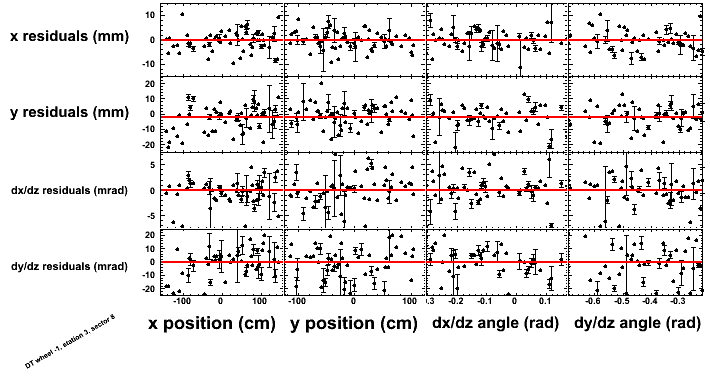 x residuals (mm)
10
0
-10
y residuals (mm)
20
10
0
-10
-20
dx/dz residuals (mrad)
5
0
-5
dy/dz residuals (mrad)
20
10
0
-10
-20
-100 0 100 -100 0 100 -0.3 -0.2 -0.1 0 0.1 -0.6 -0.5 -0.4 -0.3
x position (cm) y position (cm) dx/dz angle (rad) dy/dz angle (rad)
DT wheel -1, station 3, sector 8